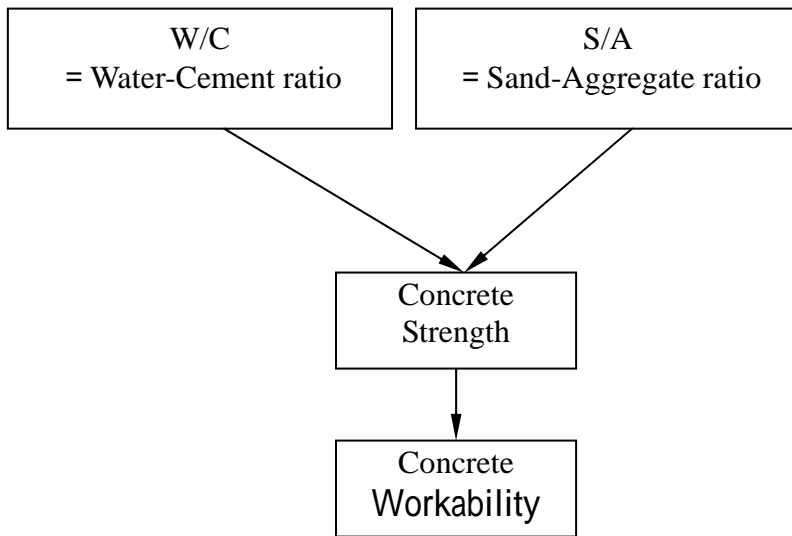 W/C
= Water-Cement ratio
S/A
= Sand-Aggregate ratio
Concrete
Strength
Concrete
Workability